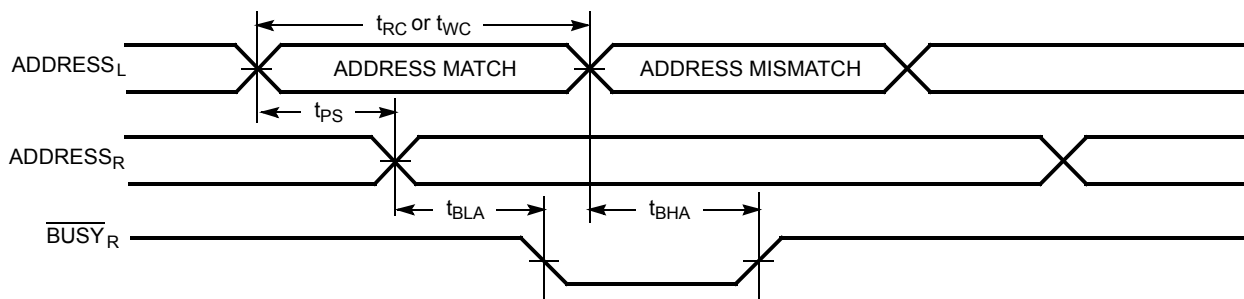 tRC or tWC
ADDRESSL
ADDRESS MATCH
ADDRESS MISMATCH
tPS
ADDRESSR
tBLA
tBHA
BUSYR